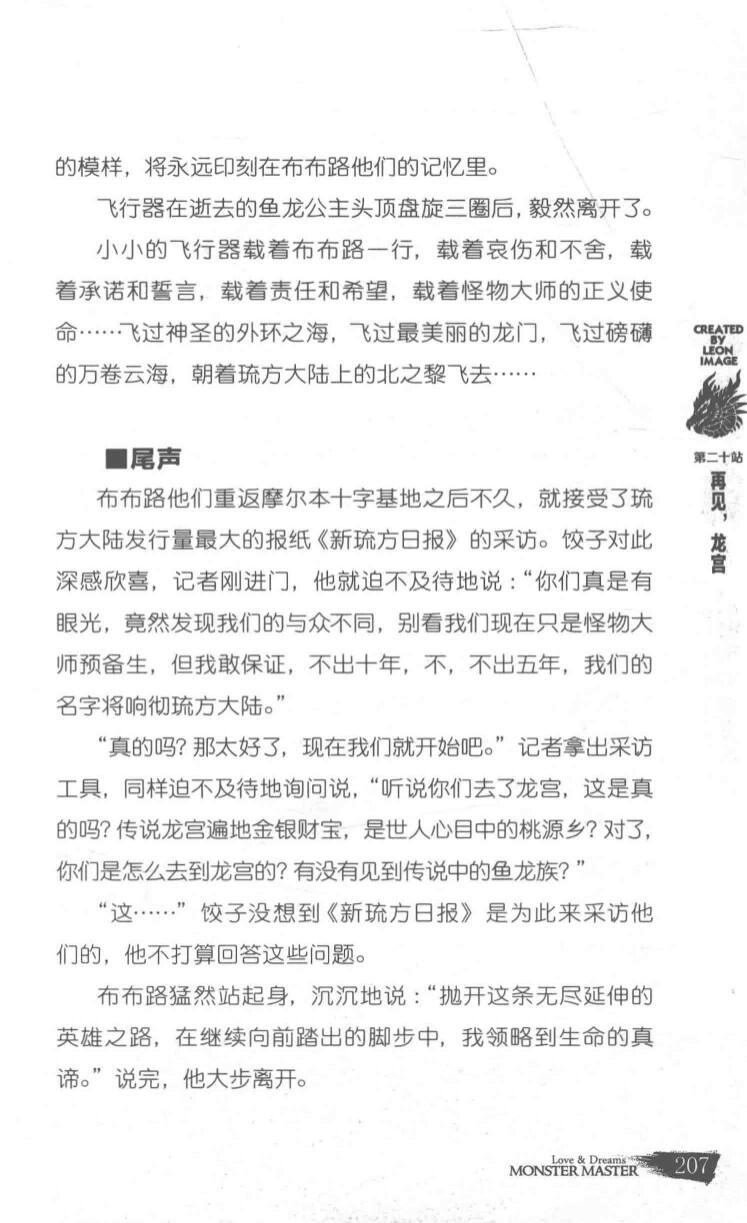 的模样，将永远印刻在布布路他们的记忆里。
飞行器在逝去的鱼龙公主头顶盘旋三圈后，毅然离开了。
小小的飞行器载着布布路一行，载着哀伤和不舍，载
着承诺和誓言，载着责任和希望，载着怪物大师的正义使
命……飞过神圣的外环之海，飞过最美丽的龙门，飞过磅礴
的万卷云海，朝着琉方大陆上的北之黎飞去……
■尾声
布布路他们重返摩尔本十字基地之后不久，就接受了琉
方大陆发行量最大的报纸《新琉方日报》的采访。饺子对此
深感欣喜，记者刚进门，他就迫不及待地说：“你们真是有
眼光，竟然发现我们的与众不同，别看我们现在只是怪物大
师预备生，但我敢保证，不出十年，不，不出五年，我们的
名字将响彻琉方大陆。”
“真的吗？那太好了，现在我们就开始吧。”记者拿出采访
工具，同样迫不及待地询问说，“听说你们去了龙宫，这是真
的吗？传说龙宫遍地金银财宝，是世人心目中的桃源乡？对了，
你们是怎么去到龙宫的？有没有见到传说中的鱼龙族？”
“这……”饺子没想到《新琉方日报》是为此来采访他
们的，他不打算回答这些问题。
布布路猛然站起身，沉沉地说：“抛开这条无尽延伸的
英雄之路，在继续向前踏出的脚步中，我领略到生命的真
谛。”说完，他大步离开。
CREATED
BY
LEON
IMAGE
第二十站
再见，龙宫
Love & Dreams
MONSTER MASTER
207